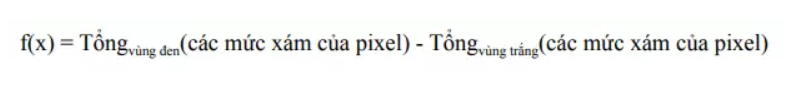 f(x) = Tổngvùng đen(các mức xám của pixel) - Tổngvùng trắng(các mức xám của pixel)